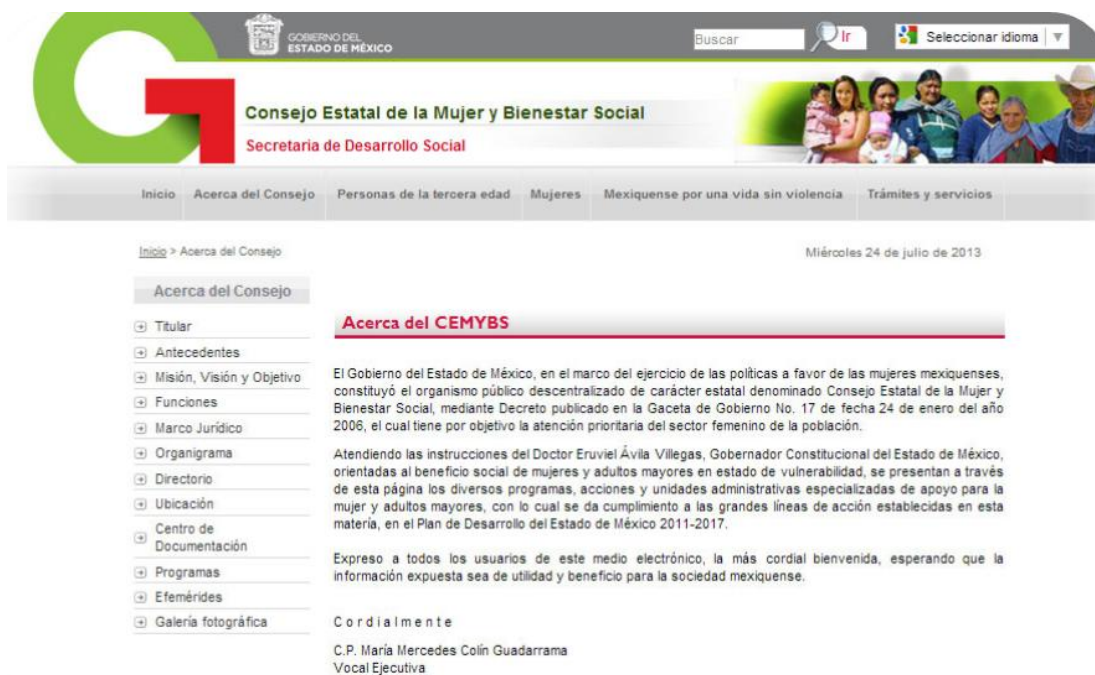 GOBIERNO DEL
ESTADO DE MÉXICO
Buscar
Ir
Seleccionar idioma
Consejo Estatal de la Mujer y Bienestar Social
Secretaria de Desarrollo Social
Inicio
Acerca del Consejo
Personas de la tercera edad
Mujeres
Mexiquense por una vida sin violencia
Trámites y servicios
Inicio > Acerca del Consejo
Miércoles 24 de julio de 2013
Acerca del Consejo
Titular
Antecedentes
Misión, Visión y Objetivo
Funciones
Marco Jurídico
Organigrama
Directorio
Ubicación
Centro de
Documentación
Programas
Efemérides
Galería fotográfica
Acerca del CEMYBS
El Gobierno del Estado de México, en el marco del ejercicio de las políticas a favor de las mujeres mexiquenses,
constituyó el organismo público descentralizado de carácter estatal denominado Consejo Estatal de la Mujer y
Bienestar Social, mediante Decreto publicado en la Gaceta de Gobierno No. 17 de fecha 24 de enero del año
2006, el cual tiene por objetivo la atención prioritaria del sector femenino de la población.
Atendiendo las instrucciones del Doctor Eruviel Ávila Villegas, Gobernador Constitucional del Estado de México,
orientadas al beneficio social de mujeres y adultos mayores en estado de vulnerabilidad, se presentan a través
de esta página los diversos programas, acciones y unidades administrativas especializadas de apoyo para la
mujer y adultos mayores, con lo cual se da cumplimiento a las grandes líneas de acción establecidas en esta
matería, en el Plan de Desarrollo del Estado de México 2011-2017.
Expreso a todos los usuarios de este medio electrónico, la más cordial bienvenida, esperando que la
información expuesta sea de utilidad y beneficio para la sociedad mexiquense.
C o r d i a l m e n t e
C.P. María Mercedes Colín Guadarrama
Vocal Ejecutiva